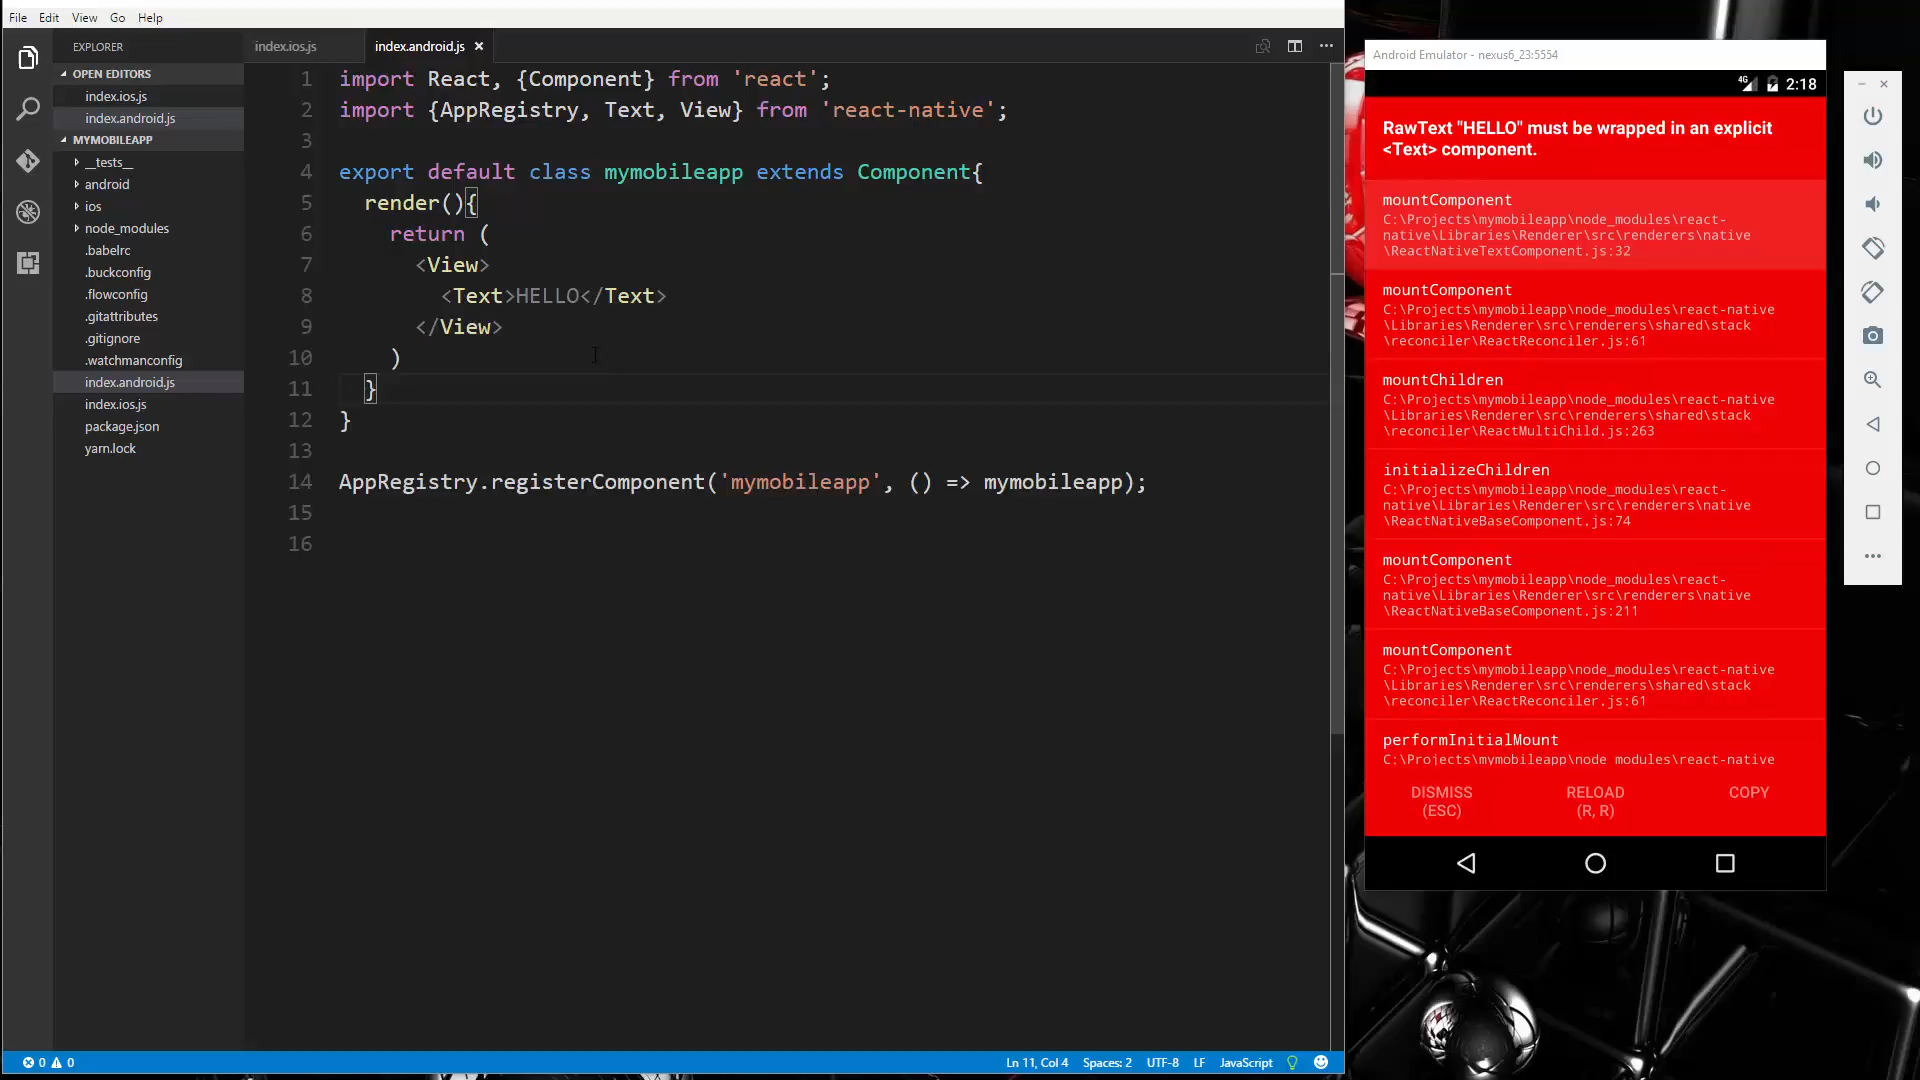 File Edit View Go Help
EXPLORER
OPEN EDITORS
index.ios.js
index.android.js
MYMOBILEAPP
__tests__
android
ios
node_modules
.babelrc
.buckconfig
.flowconfig
.gitattributes
.gitignore
.watchmanconfig
index.android.js
index.ios.js
package.json
yarn.lock
index.ios.js index.android.js
1 import React, {Component} from 'react';
2 import {AppRegistry, Text, View} from 'react-native';
3
4 export default class mymobileapp extends Component{
5 render(){
6 return (
7 <View>
8 <Text>HELLO</Text>
9 </View>
10 )
11 }
12 }
13
14 AppRegistry.registerComponent('mymobileapp', () => mymobileapp);
15
16
0 0 Ln 11, Col 4 Spaces: 2 UTF-8 LF JavaScript
Android Emulator - nexus6_23:5554
4G 2:18
RawText "HELLO" must be wrapped in an explicit
<Text> component.
mountComponent
C:\Projects\mymobileapp\node_modules\react-
native\Libraries\Renderer\src\renderers\native
\ReactNativeTextComponent.js:32
mountComponent
C:\Projects\mymobileapp\node_modules\react-native
\Libraries\Renderer\src\renderers\shared\stack
\reconciler\ReactReconciler.js:61
mountChildren
C:\Projects\mymobileapp\node_modules\react-native
\Libraries\Renderer\src\renderers\shared\stack
\reconciler\ReactMultiChild.js:263
initializeChildren
C:\Projects\mymobileapp\node_modules\react-
native\Libraries\Renderer\src\renderers\native
\ReactNativeBaseComponent.js:74
mountComponent
C:\Projects\mymobileapp\node_modules\react-
native\Libraries\Renderer\src\renderers\native
\ReactNativeBaseComponent.js:211
mountComponent
C:\Projects\mymobileapp\node_modules\react-native
\Libraries\Renderer\src\renderers\shared\stack
\reconciler\ReactReconciler.js:61
performInitialMount
C:\Projects\mymobileapp\node_modules\react-native
DISMISS
(ESC)
RELOAD
(R, R)
COPY